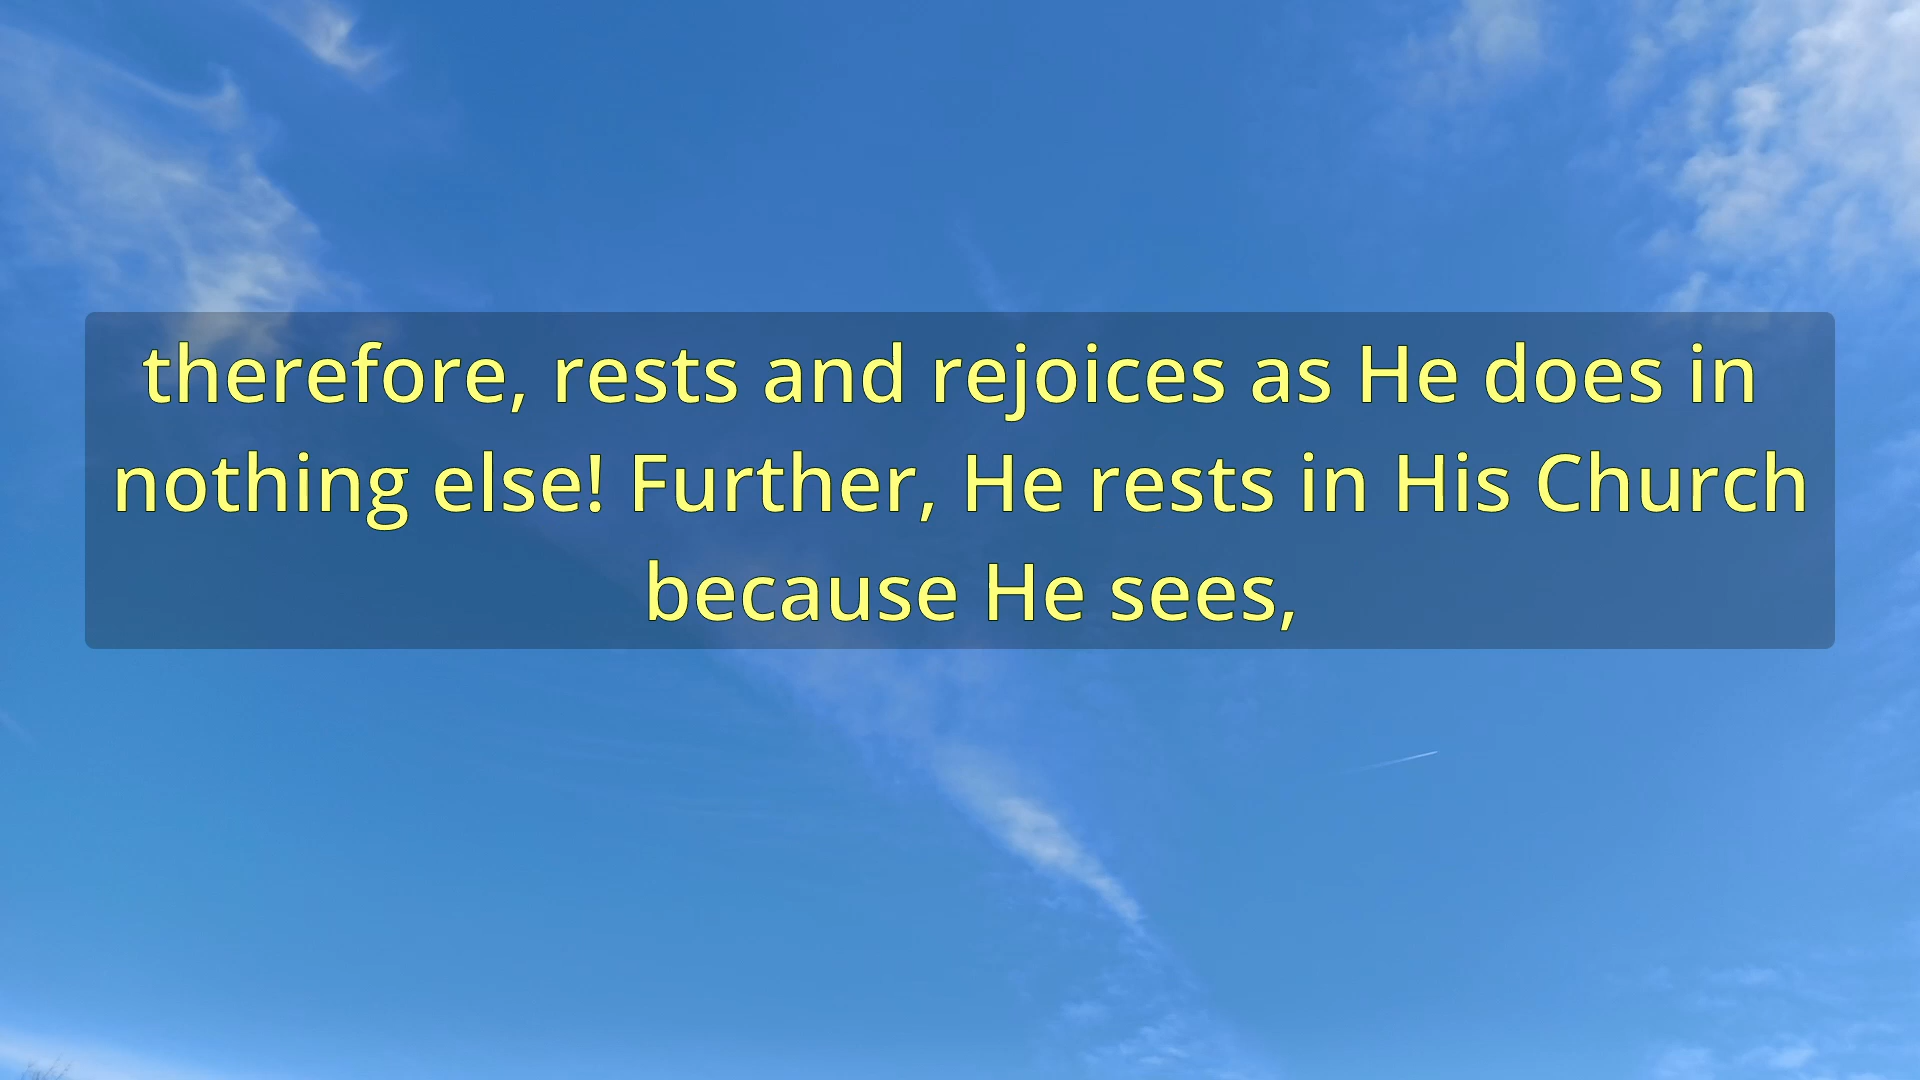 therefore, rests and rejoices as He does in
nothing else! Further, He rests in His Church
because He sees,